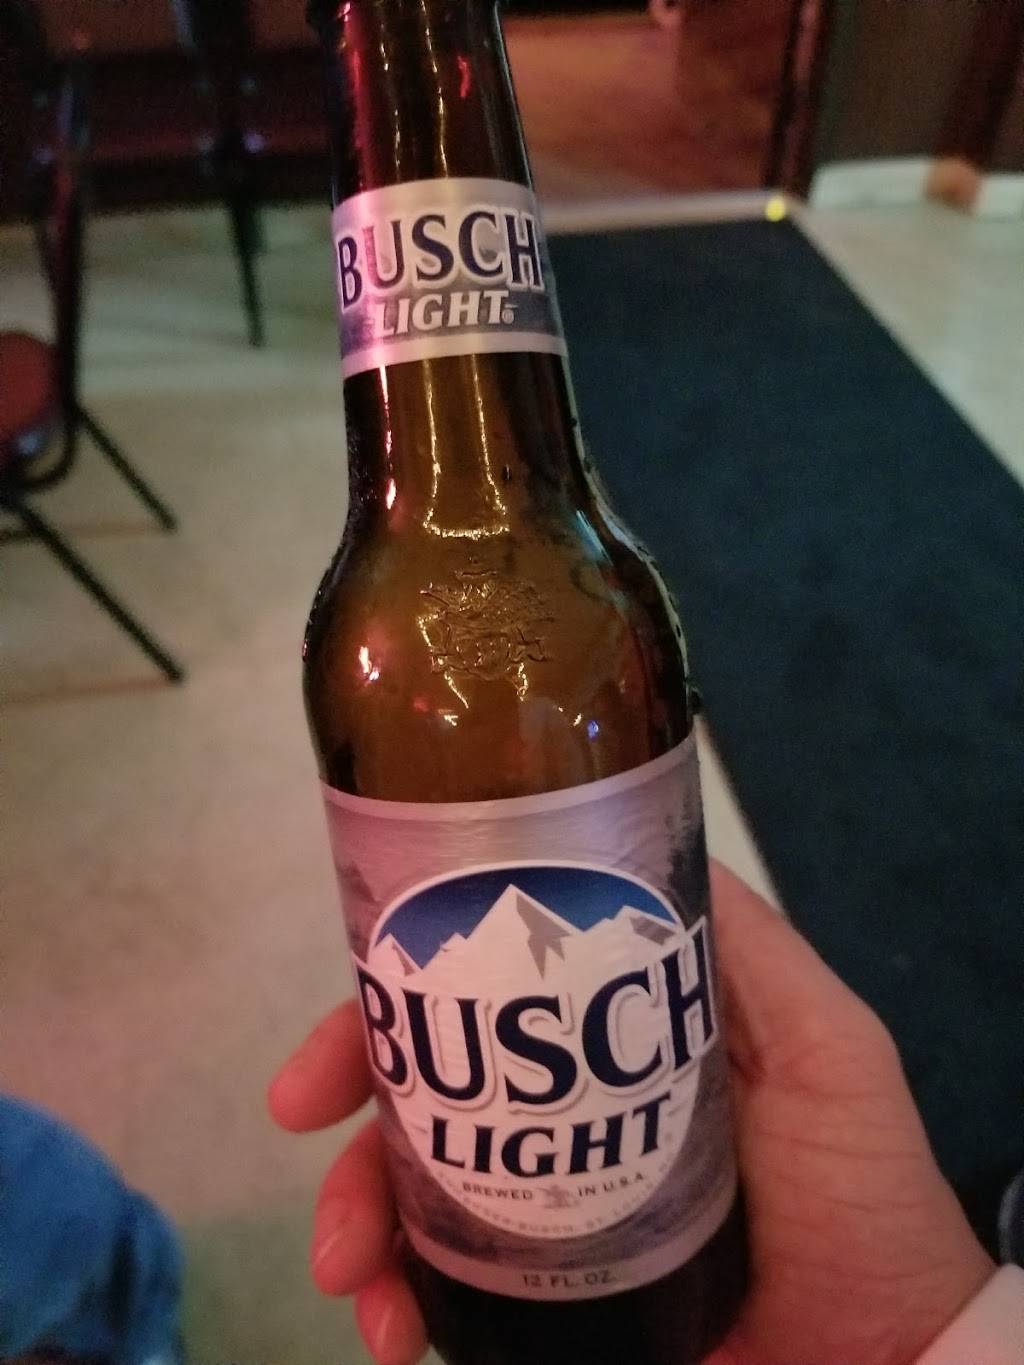 BUSCH
LIGHT®
BUSCH
LIGHT
BREWED IN U.S.A.
12 FL. OZ.